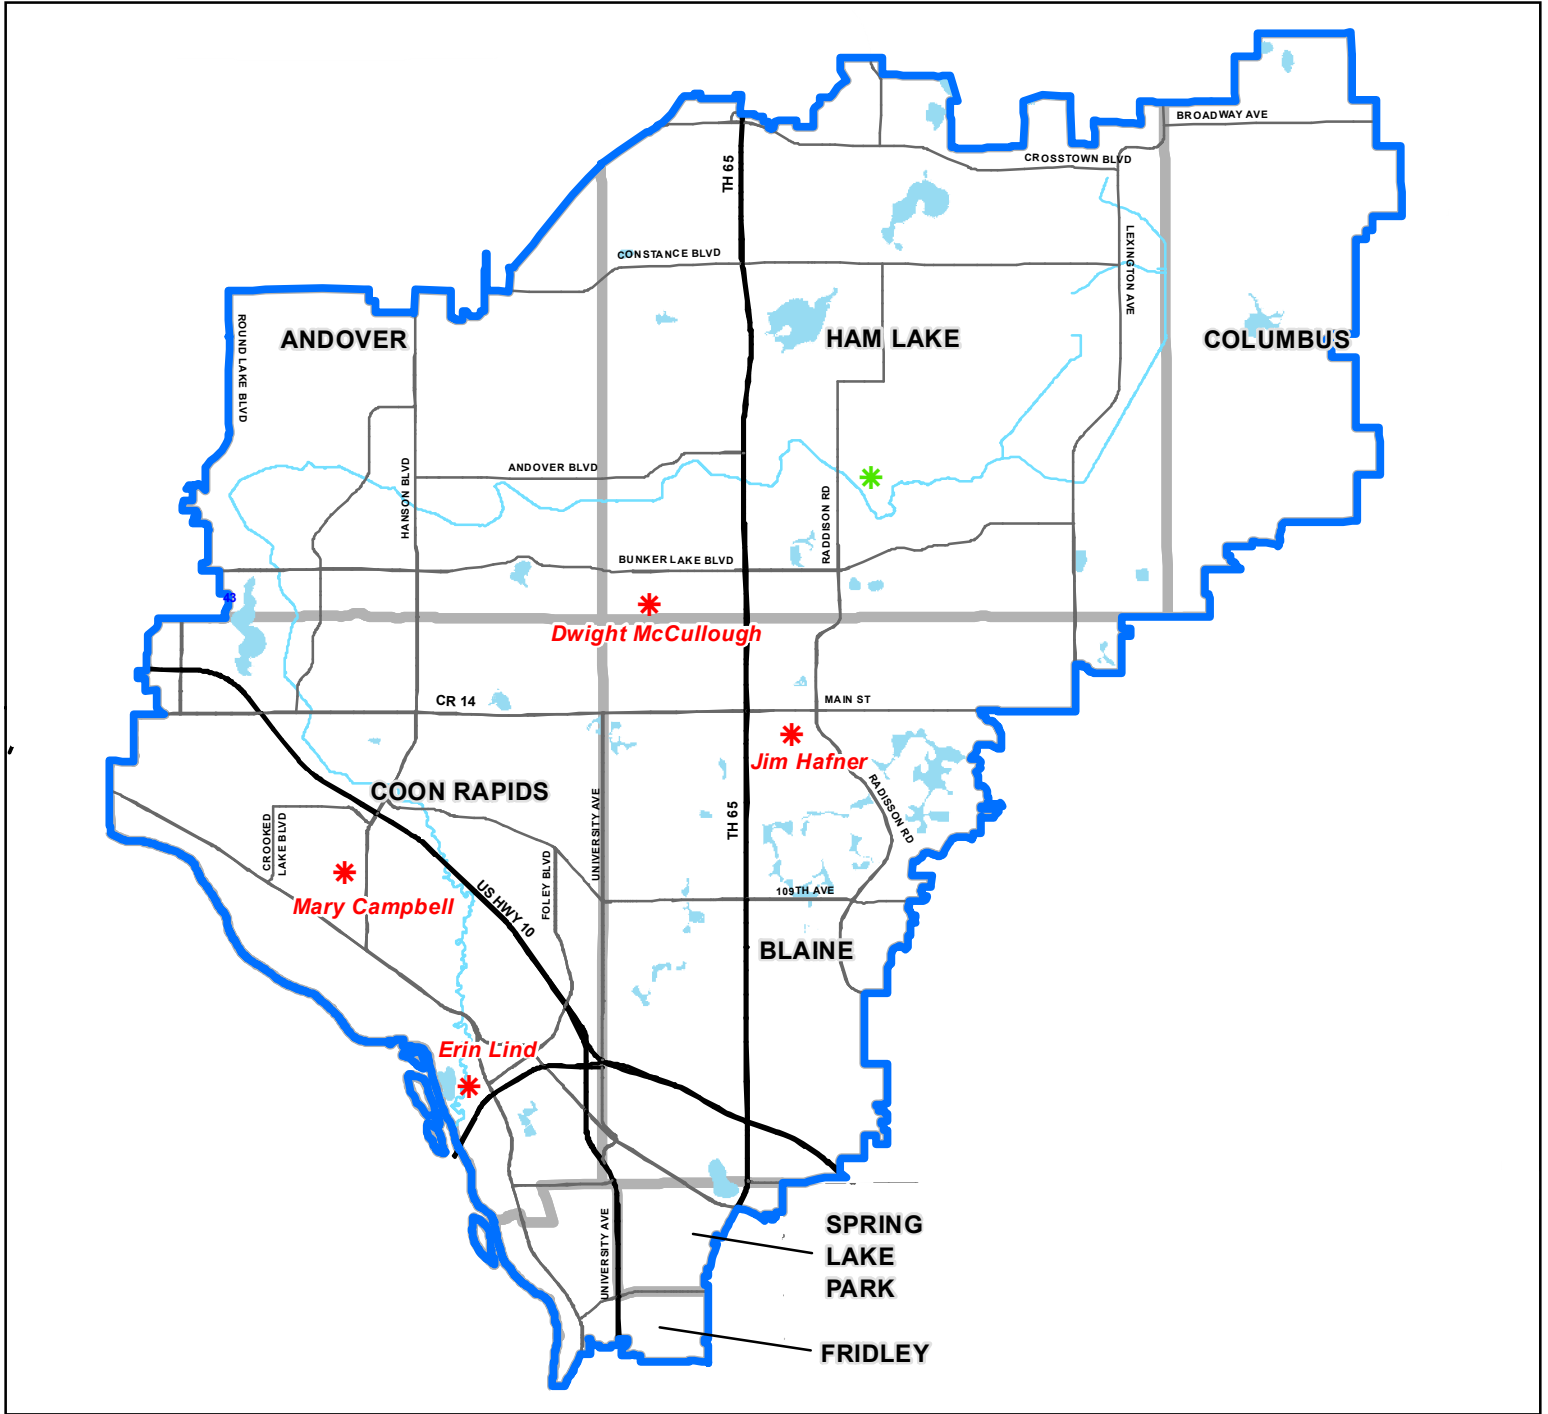 BROADWAY AVE
CROSSTOWN BLVD
TH 65
CONSTANCE BLVD
LEXINGTON AVE
ROUND LAKE BLVD
ANDOVER
HAM LAKE
COLUMBUS
ANDOVER BLVD
HANSON BLVD
RADDISON RD
BUNKER LAKE BLVD
43
Dwight McCullough
CR 14
MAIN ST
Jim Hafner
COON RAPIDS
UNIVERSITY AVE
TH 65
RADISSON RD
CROOKED
LAKE BLVD
FOLEY BLVD
US HWY 10
109TH AVE
Mary Campbell
BLAINE
Erin Lind
UNIVERSITY AVE
SPRING
LAKE
PARK
FRIDLEY